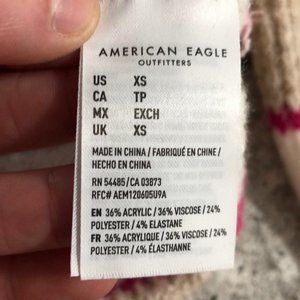 AMERICAN EAGLE
OUTFITTERS
US XS
CA TP
MX EXCH
UK XS
MADE IN CHINA / FABRIQUÉ EN CHINE /
HECHO EN CHINA
RN 54485/CA 03873
RFC# AEM120605U9A
EN 36% ACRYLIC / 36% VISCOSE / 24%
POLYESTER / 4% ELASTANE
FR 36% ACRYLIQUE / 36% VISCOSE / 24%
POLYESTER / 4% ÉLASTHANNE